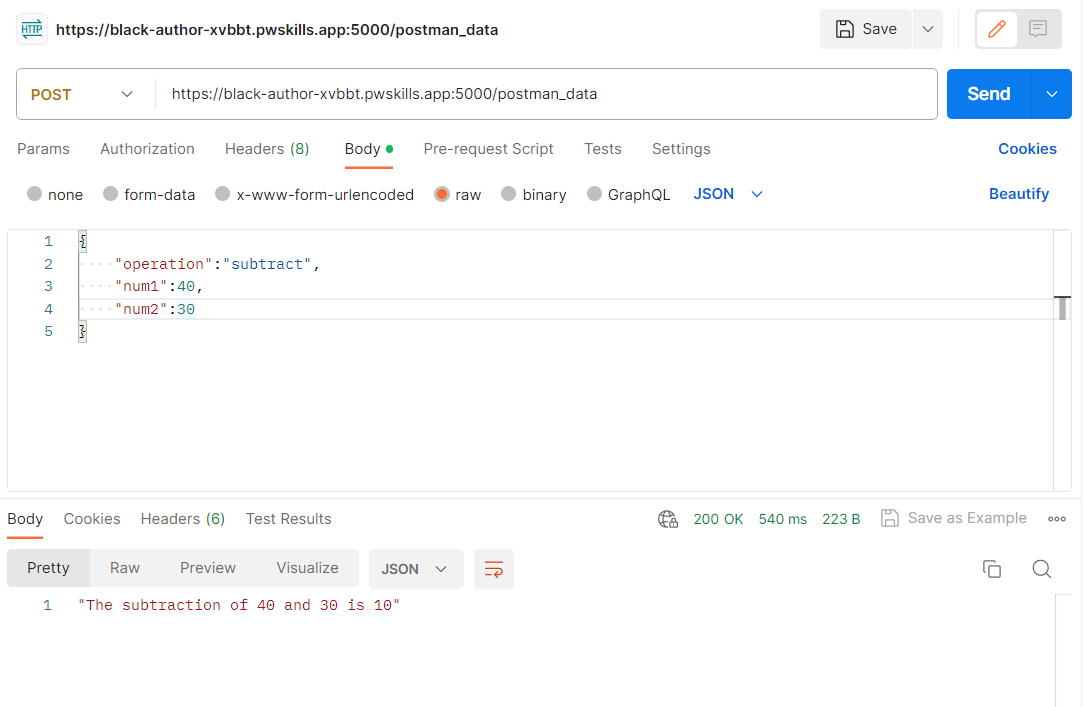 HTTP https://black-author-xvbbt.pwskills.app:5000/postman_data Save
POST https://black-author-xvbbt.pwskills.app:5000/postman_data Send
Params Authorization Headers (8) Body Pre-request Script Tests Settings Cookies
none form-data x-www-form-urlencoded raw binary GraphQL JSON Beautify
1 {
2 ····"operation":"subtract",
3 ····"num1":40,
4 ····"num2":30
5 }
Body Cookies Headers (6) Test Results 200 OK 540 ms 223 B Save as Example
Pretty Raw Preview Visualize JSON
1 "The subtraction of 40 and 30 is 10"